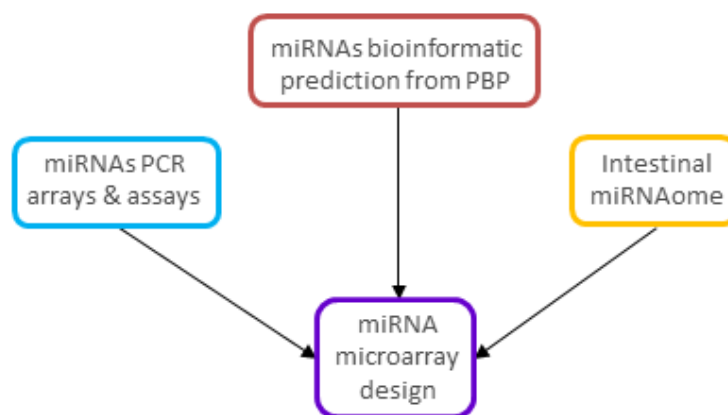 miRNAs bioinformatic
prediction from PBP
miRNAs PCR
arrays & assays
Intestinal
miRNAome
miRNA
microarray
design